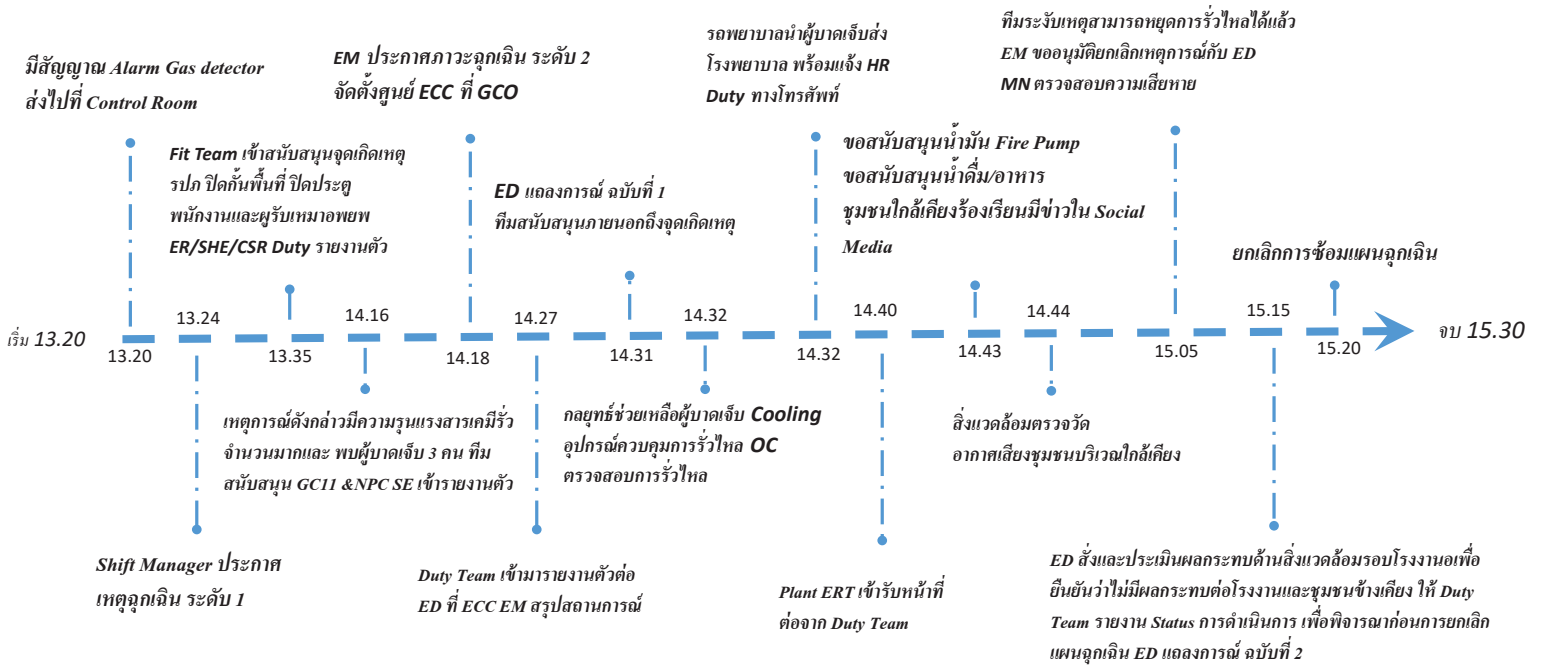 มีสัญญาณ Alarm Gas detector
ส่งไปที่ Control Room
EM ประกาศภาวะฉุกเฉิน ระดับ 2
จัดตั้งศูนย์ ECC ที่ GCO
รถพยาบาลนำผู้บาดเจ็บส่ง
โรงพยาบาล พร้อมแจ้ง HR
Duty ทางโทรศัพท์
ทีมระงับเหตุสามารถหยุดการรั่วไหลได้แล้ว
EM ขออนุมัติยกเลิกเหตุการณ์กับ ED
MN ตรวจสอบความเสียหาย
Fit Team เข้าสนับสนุนจุดเกิดเหตุ
รปภ ปิดกั้นพื้นที่ ปิดประตู
พนักงานและผู้รับเหมาอพยพ
ER/SHE/CSR Duty รายงานตัว
ED แถลงการณ์ ฉบับที่ 1
ทีมสนับสนุนภายนอกถึงจุดเกิดเหตุ
ขอสนับสนุนน้ำมัน Fire Pump
ขอสนับสนุนน้ำดื่ม/อาหาร
ชุมชนใกล้เคียงร้องเรียนมีข่าวใน Social
Media
ยกเลิกการซ้อมแผนฉุกเฉิน
เริ่ม 13.20
13.20
13.24
13.35
14.16
14.18
14.27
14.31
14.32
14.32
14.40
14.43
14.44
15.05
15.15
15.20
จบ 15.30
เหตุการณ์ดังกล่าวมีความรุนแรงสารเคมีรั่ว
จำนวนมากและ พบผู้บาดเจ็บ 3 คน ทีม
สนับสนุน GC11 &NPC SE เข้ารายงานตัว
กลยุทธ์ช่วยเหลือผู้บาดเจ็บ Cooling
อุปกรณ์ควบคุมการรั่วไหล OC
ตรวจสอบการรั่วไหล
สิ่งแวดล้อมตรวจวัด
อากาศเสียงชุมชนบริเวณใกล้เคียง
Shift Manager ประกาศ
เหตุฉุกเฉิน ระดับ 1
Duty Team เข้ามารายงานตัวต่อ
ED ที่ ECC EM สรุปสถานการณ์
Plant ERT เข้ารับหน้าที่
ต่อจาก Duty Team
ED สั่งและประเมินผลกระทบด้านสิ่งแวดล้อมรอบโรงงานอเพื่อ
ยืนยันว่าไม่มีผลกระทบต่อโรงงานและชุมชนข้างเคียง ให้ Duty
Team รายงาน Status การดำเนินการ เพื่อพิจารณาก่อนการยกเลิก
แผนฉุกเฉิน ED แถลงการณ์ ฉบับที่ 2